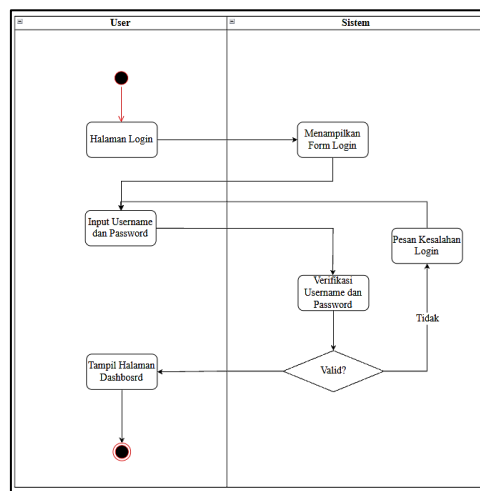 User
Sistem
Halaman Login
Menampilkan
Form Login
Input Username
dan Password
Pesan Kesalahan
Login
Verifikasi
Username dan
Password
Tidak
Valid?
Tampil Halaman
Dashbosrd